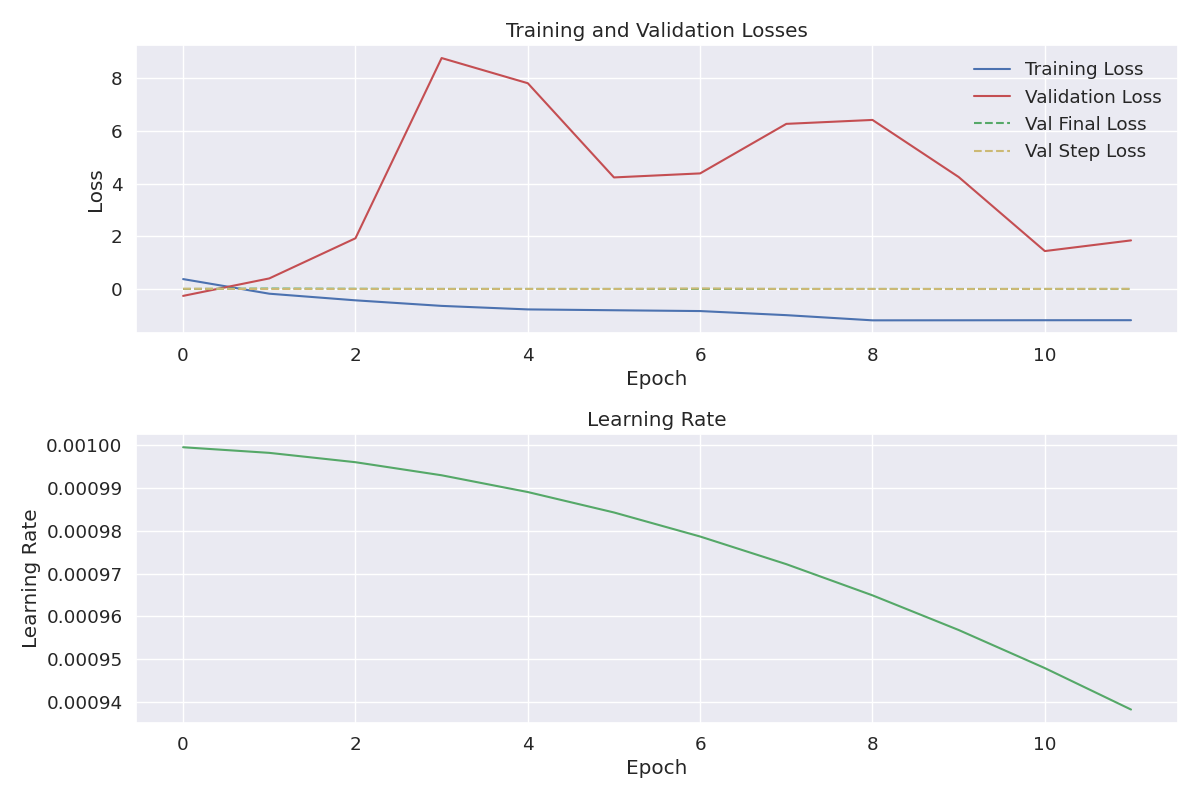 Training and Validation Losses
Training Loss
Validation Loss
Val Final Loss
Val Step Loss
Loss
8
6
4
2
0
0 2 4 6 8 10
Epoch
Learning Rate
Learning Rate
0.00100
0.00099
0.00098
0.00097
0.00096
0.00095
0.00094
0 2 4 6 8 10
Epoch